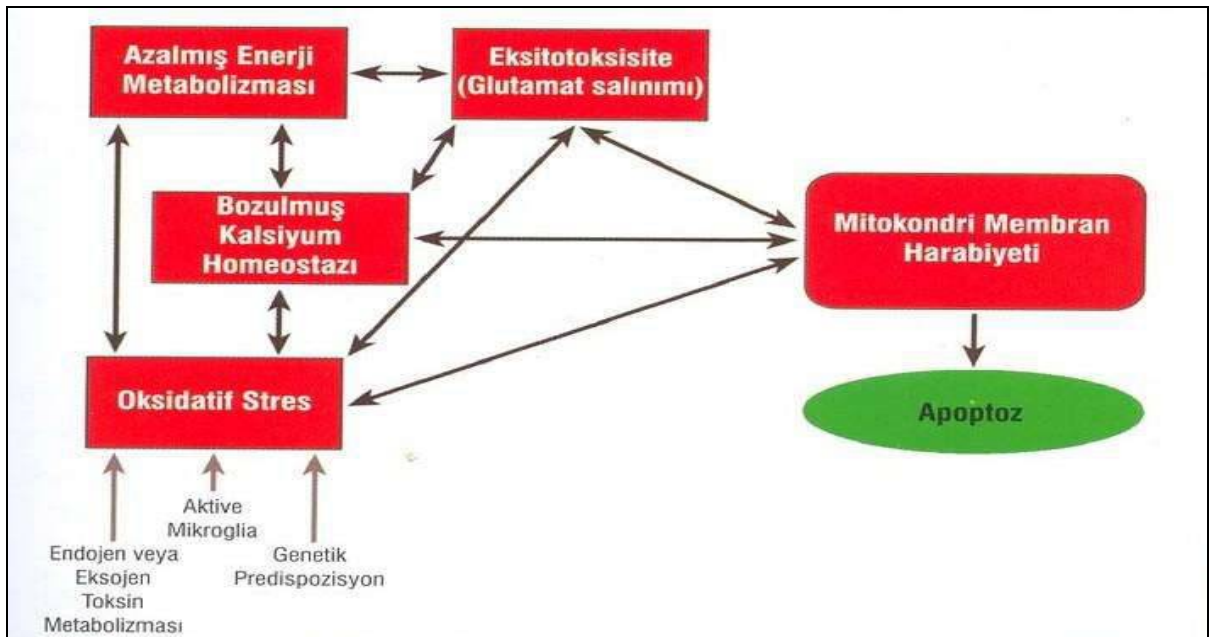 Azalmış Enerji
Metabolizması
Eksitotoksisite
(Glutamat salınımı)
Bozulmuş
Kalsiyum
Homeostazı
Mitokondri Membran
Harabiyeti
Oksidatif Stres
Apoptoz
Aktive
Mikroglia
Endojen veya
Eksojen
Toksin
Metabolizması
Genetik
Predispozisyon